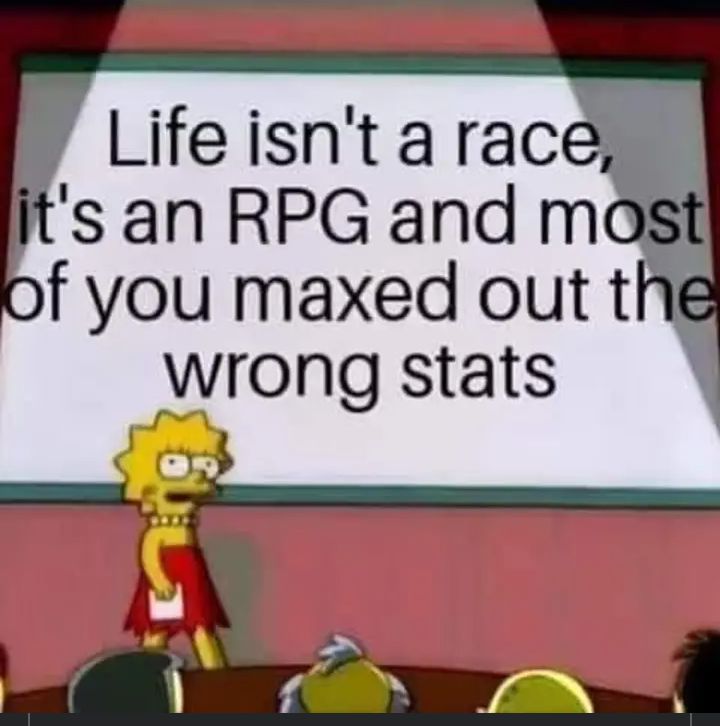 Life isn't a race,
it's an RPG and most
of you maxed out the
wrong stats